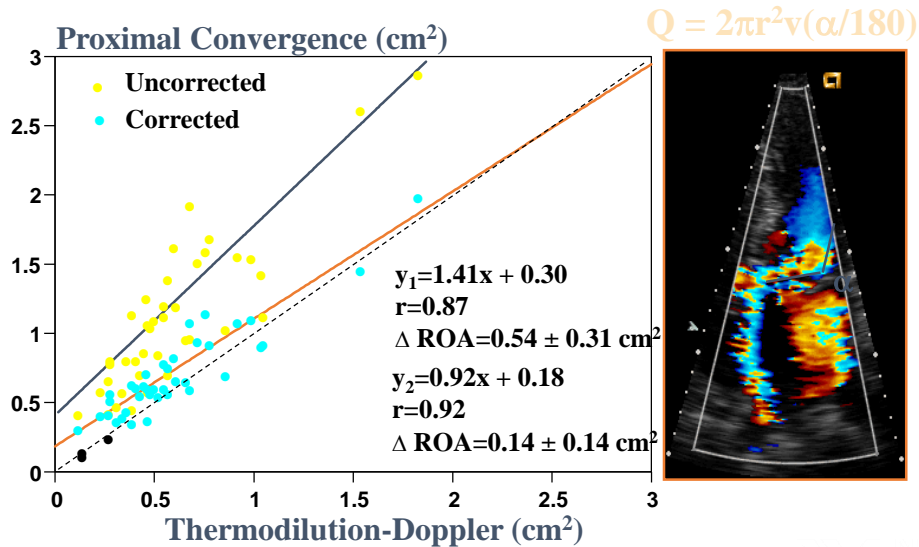 Q = 2πr²v(α/180)
Proximal Convergence (cm²)
3
Uncorrected
Corrected
2.5
2
1.5
y₁=1.41x + 0.30
r=0.87
Δ ROA=0.54 ± 0.31 cm²
1
y₂=0.92x + 0.18
r=0.92
Δ ROA=0.14 ± 0.14 cm²
0.5
0
0 0.5 1 1.5 2 2.5 3
Thermodilution-Doppler (cm²)
α